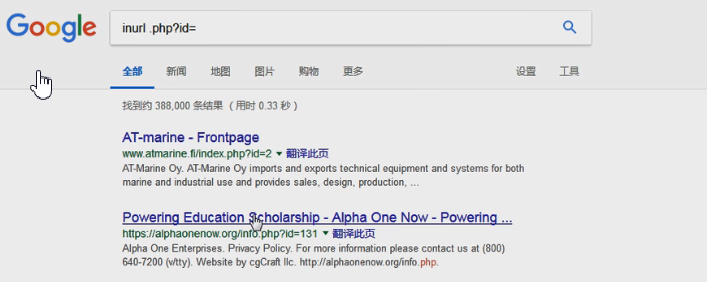 Google
inurl .php?id=
全部 新闻 地图 图片 购物 更多 设置 工具
找到约 388,000 条结果 （用时 0.33 秒）
AT-marine - Frontpage
www.atmarine.fi/index.php?id=2 翻译此页
AT-Marine Oy. AT-Marine Oy imports and exports technical equipment and systems for both
marine and industrial use and provides sales, design, production, ...
Powering Education Scholarship - Alpha One Now - Powering ...
https://alphaonenow.org/info.php?id=131 翻译此页
Alpha One Enterprises. Privacy Policy. For more information please contact us at (800)
640-7200 (v/tty). Website by cgCraft llc. http://alphaonenow.org/info.php.